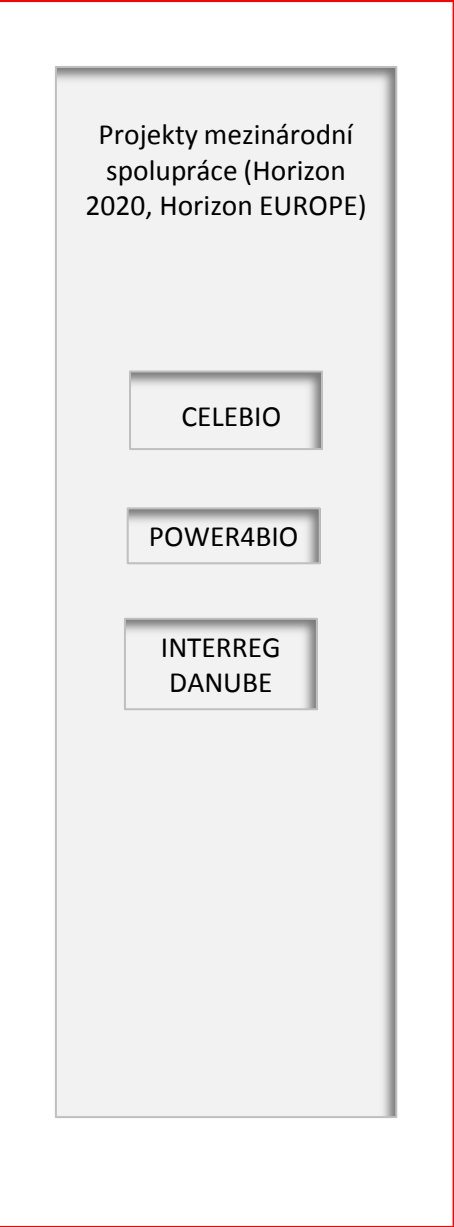 Projekty mezinárodní
spolupráce (Horizon
2020, Horizon EUROPE)
CELEBIO
POWER4BIO
INTERREG
DANUBE